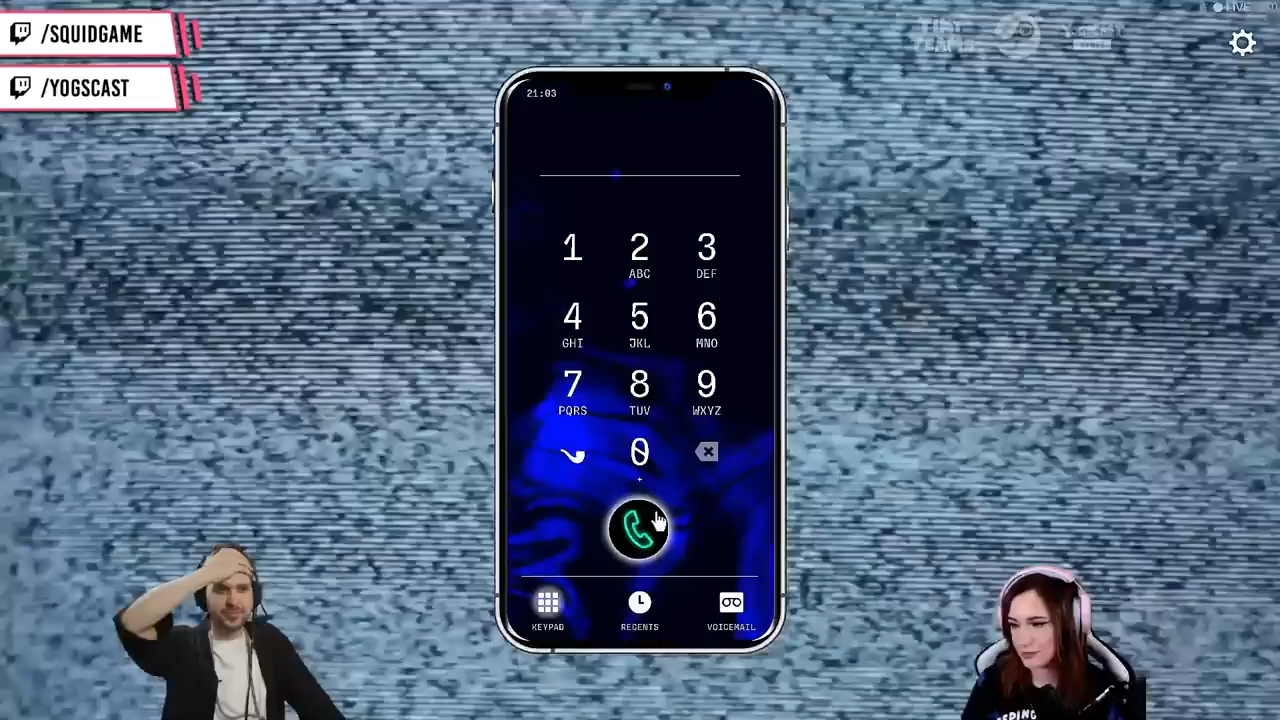 /SQUIDGAME
/YOGSCAST
LIVE
21:03
1
2
ABC
3
DEF
4
GHI
5
JKL
6
MNO
7
PQRS
8
TUV
9
WXYZ
0
+
KEYPAD
RECENTS
VOICEMAIL